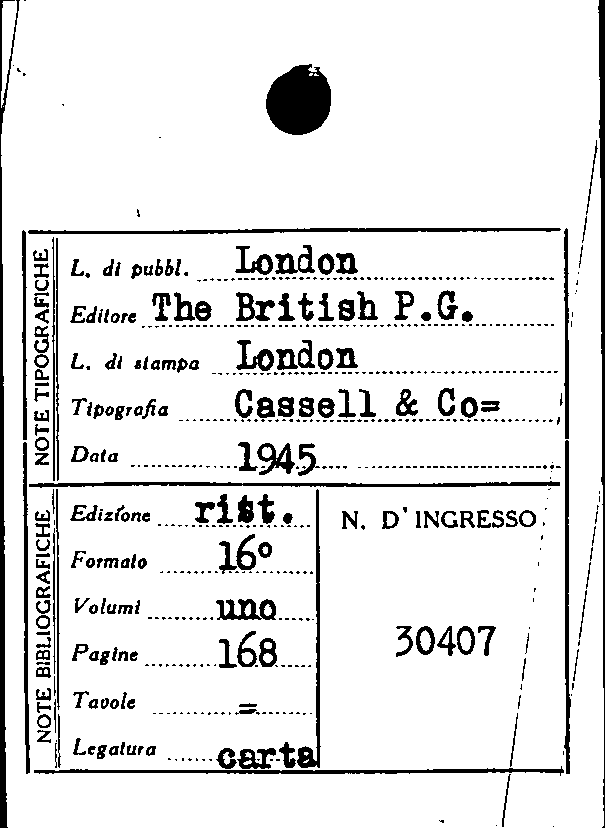 NOTE TIPOGRAFICHE
L. di pubbl. London
Editore The British P.G.
L. di stampa London
Tipografia Cassell & Co=
Data 1945
NOTE BIBLIOGRAFICHE
Edizione rist.
Formato 16º
Volumi uno
Pagine 168
Tavole =
Legatura carta
N. D'INGRESSO
30407